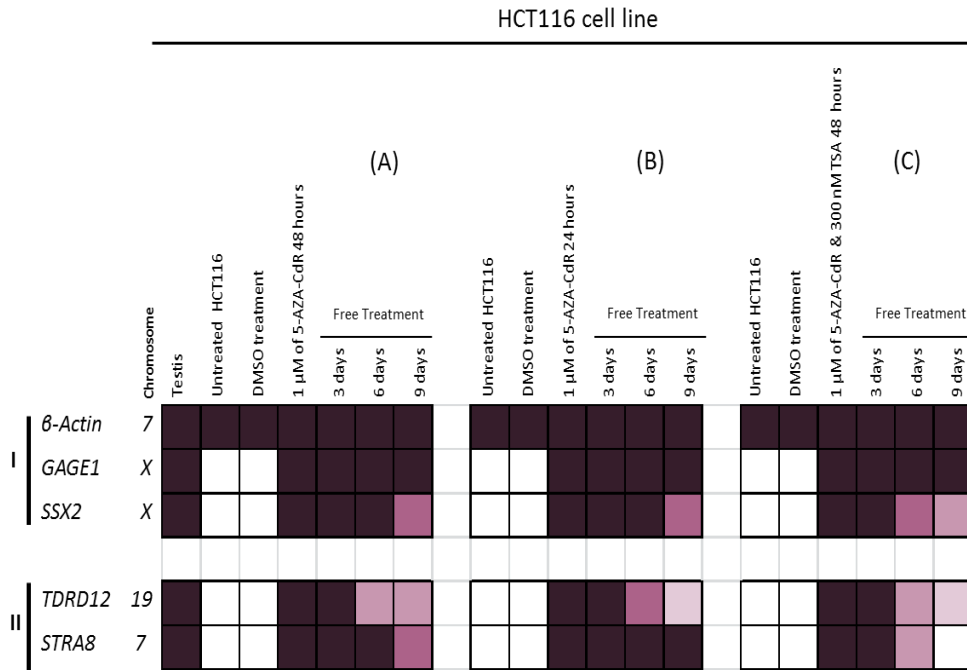 HCT116 cell line
(A)
(B)
(C)
Chromosome
Testis
Untreated HCT116
DMSO treatment
1 µM of 5-AZA-CdR 48 hours
Free Treatment
3 days
6 days
9 days
Untreated HCT116
DMSO treatment
1 µM of 5-AZA-CdR 24 hours
Free Treatment
3 days
6 days
9 days
Untreated HCT116
DMSO treatment
1 µM of 5-AZA-CdR & 300 nM TSA 48 hours
Free Treatment
3 days
6 days
9 days
I
β-Actin 7
GAGE1 X
SSX2 X
II
TDRD12 19
STRA8 7